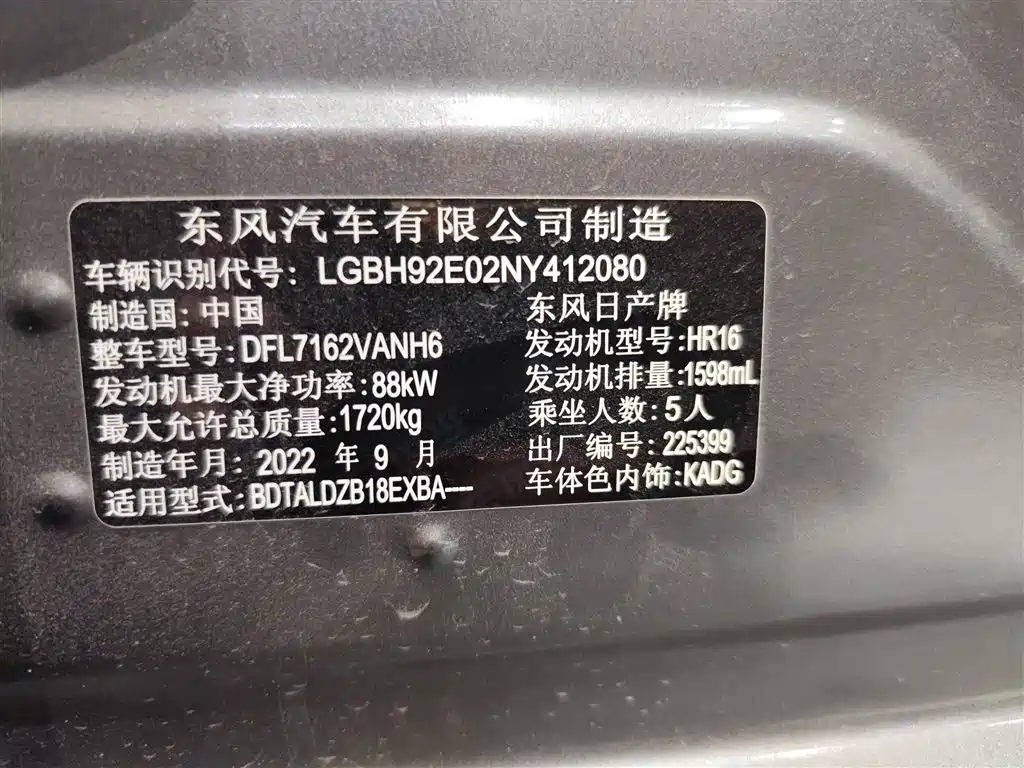 东风汽车有限公司制造
车辆识别代号: LGBH92E02NY412080
制造国: 中国 东风日产牌
整车型号: DFL7162VANH6 发动机型号: HR16
发动机最大净功率: 88kW 发动机排量: 1598mL
最大允许总质量: 1720kg 乘坐人数: 5人
制造年月: 2022 年 9 月 出厂编号: 225399
适用型式: BDTALDZB18EXBA---- 车体色内饰: KADG